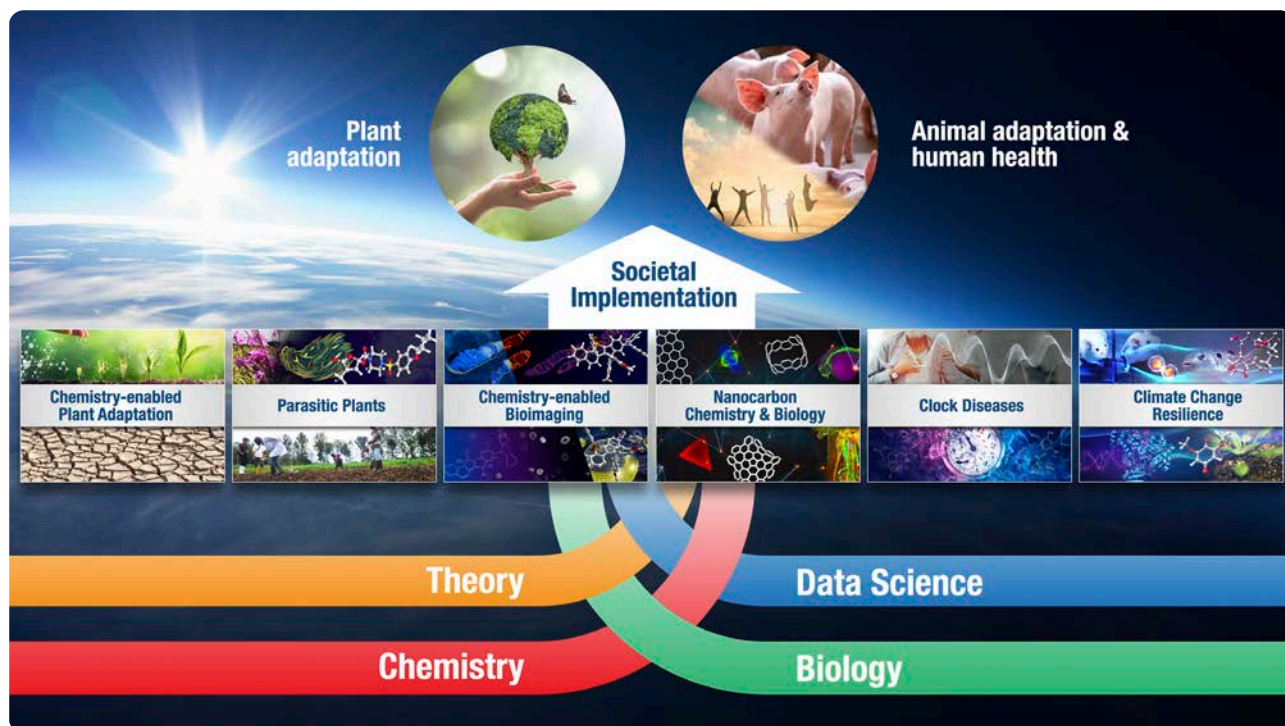 Plant
adaptation
Animal adaptation &
human health
Societal
Implementation
Chemistry-enabled
Plant Adaptation
Parasitic Plants
Chemistry-enabled
Bioimaging
Nanocarbon
Chemistry & Biology
Clock Diseases
Climate Change
Resilience
Theory
Data Science
Chemistry
Biology